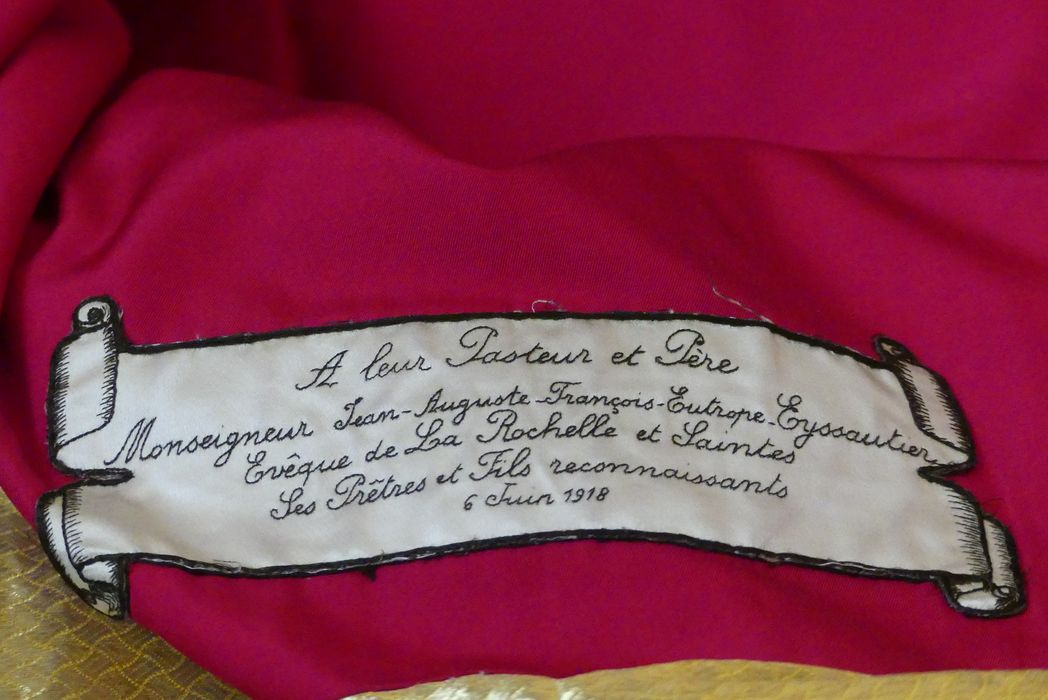 A leur Pasteur et Père
Monseigneur Jean-Auguste-François-Eutrope-Eyssautier,
Evêque de La Rochelle et Saintes
Ses Prêtres et Fils reconnaissants
6 Juin 1918